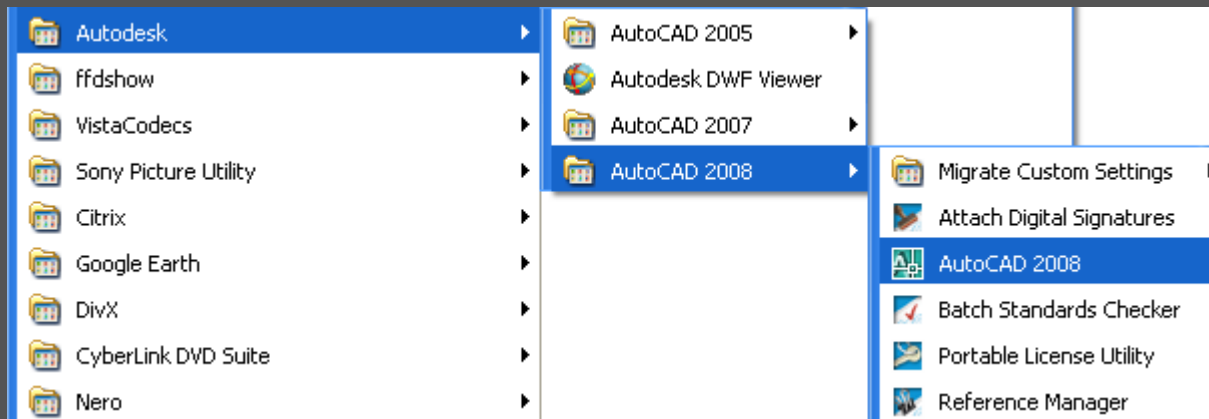 Autodesk
ffdshow
VistaCodecs
Sony Picture Utility
Citrix
Google Earth
DivX
CyberLink DVD Suite
Nero
AutoCAD 2005
Autodesk DWF Viewer
AutoCAD 2007
AutoCAD 2008
Migrate Custom Settings
Attach Digital Signatures
AutoCAD 2008
Batch Standards Checker
Portable License Utility
Reference Manager